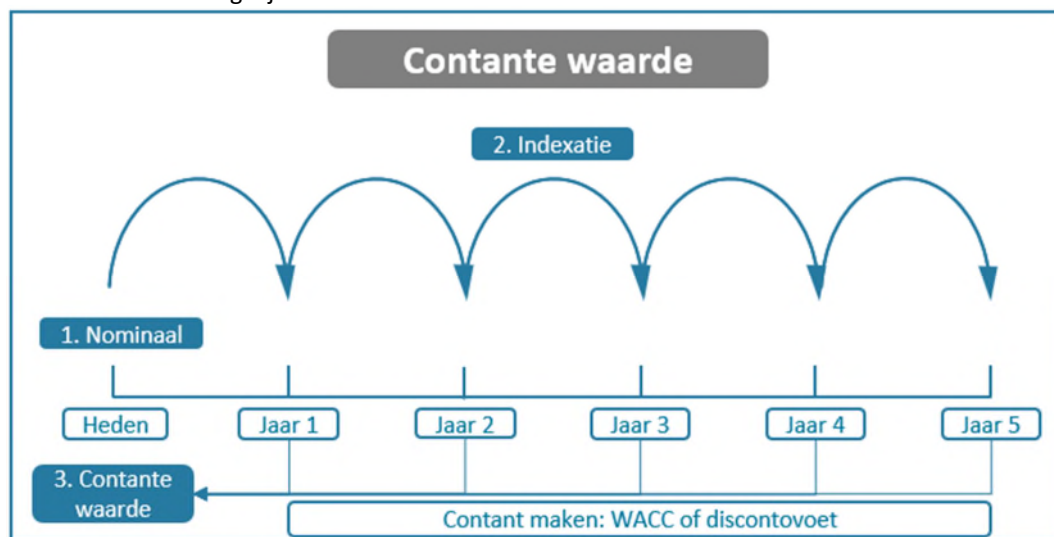 Contante waarde
2. Indexatie
1. Nominaal
Heden
Jaar 1
Jaar 2
Jaar 3
Jaar 4
Jaar 5
3. Contante
waarde
Contant maken: WACC of discontovoet